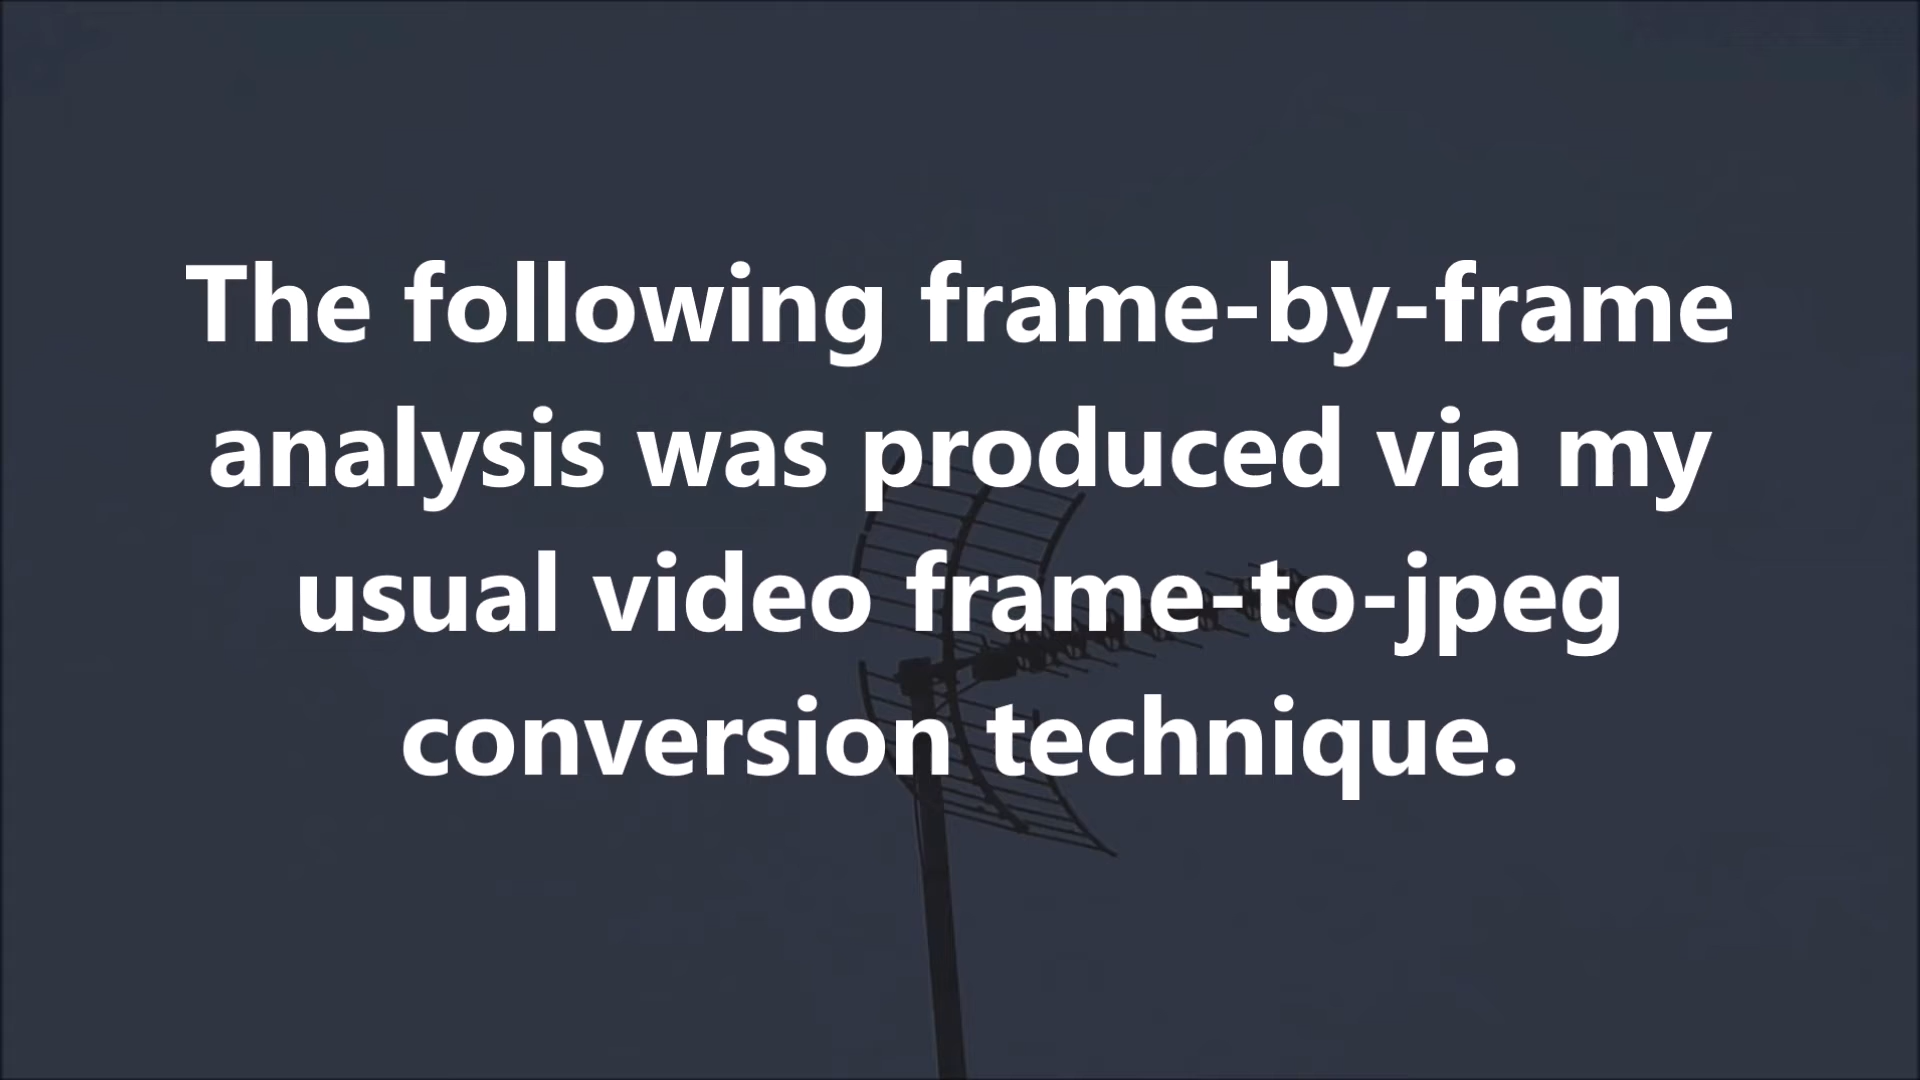 The following frame-by-frame
analysis was produced via my
usual video frame-to-jpeg
conversion technique.